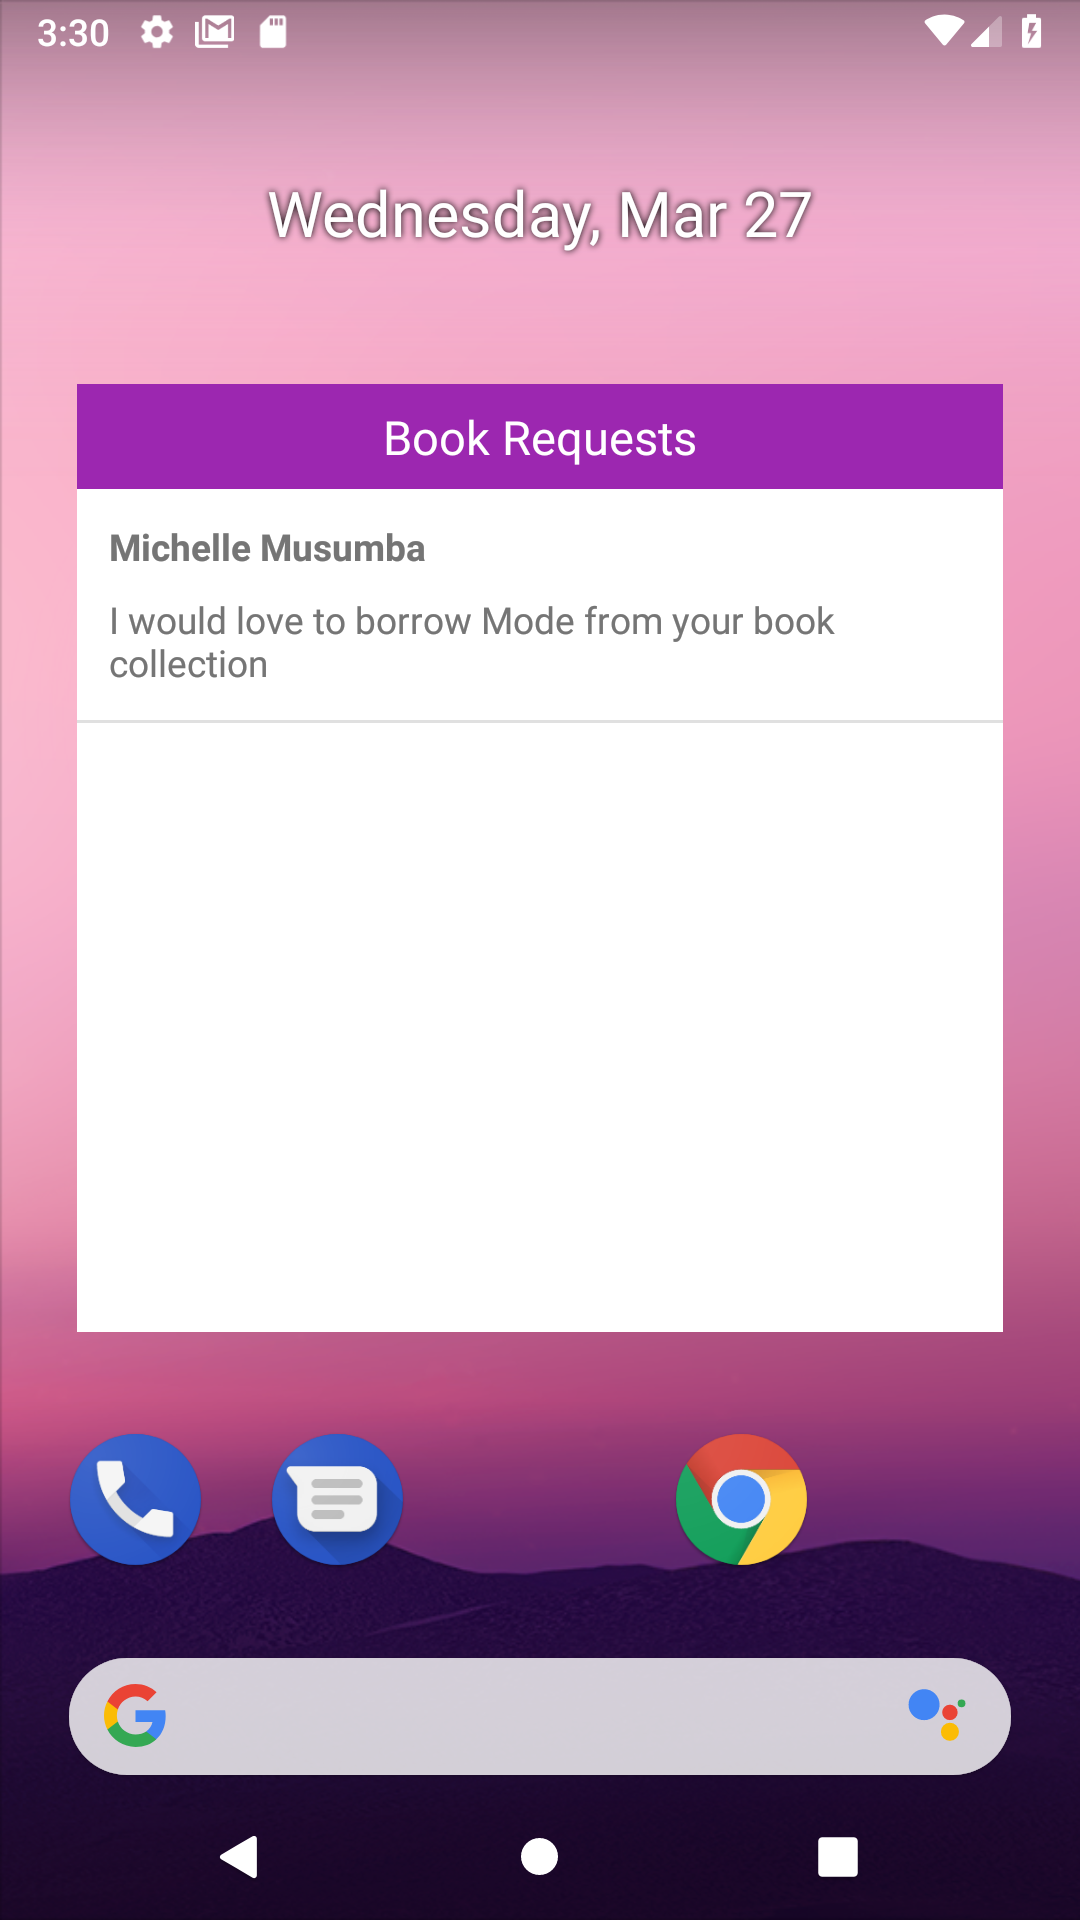 3:30
Wednesday, Mar 27
Book Requests
Michelle Musumba
I would love to borrow Mode from your book
collection